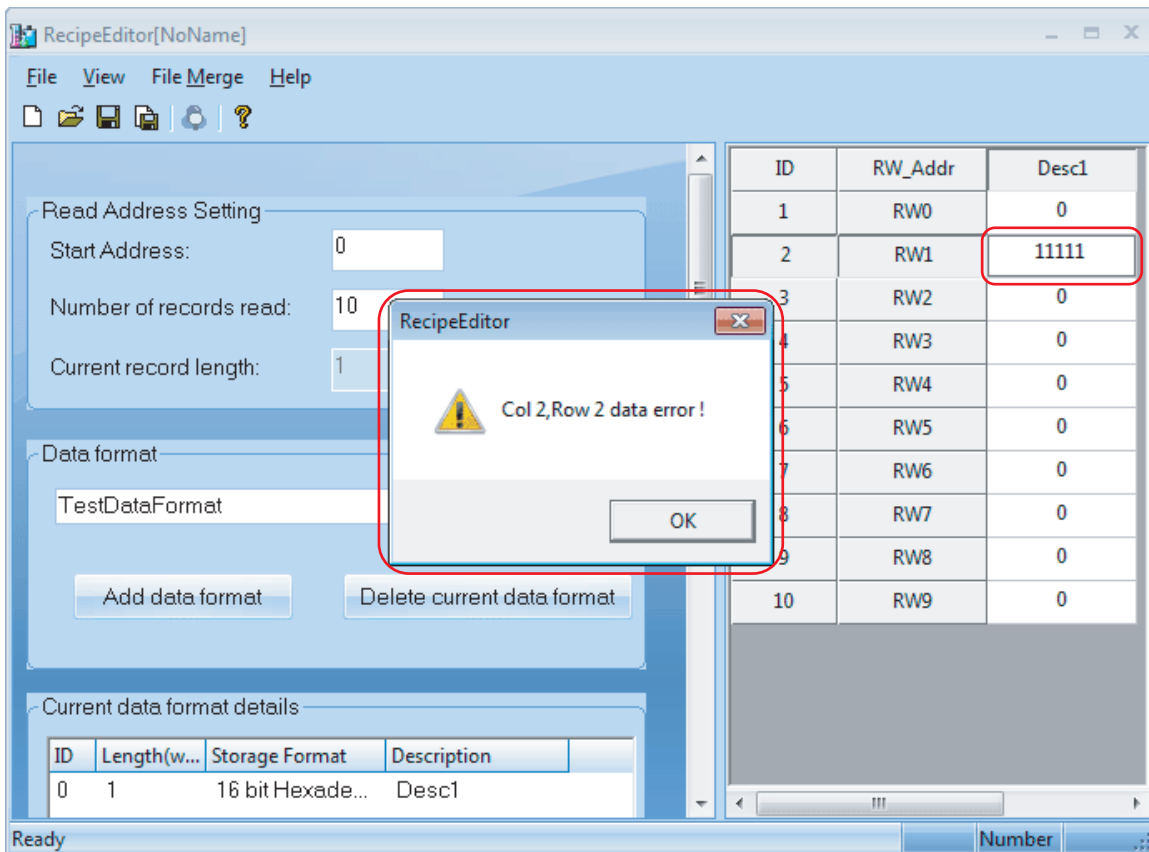 RecipeEditor[NoName]
File View File Merge Help
Read Address Setting
Start Address: 0
Number of records read: 10
Current record length: 1
Data format
TestDataFormat
Add data format Delete current data format
Current data format details
ID Length(w... Storage Format Description
0 1 16 bit Hexade... Desc1
RecipeEditor
Col 2,Row 2 data error !
OK
ID RW_Addr Desc1
1 RW0 0
2 RW1 11111
3 RW2 0
4 RW3 0
5 RW4 0
6 RW5 0
7 RW6 0
8 RW7 0
9 RW8 0
10 RW9 0
Ready Number